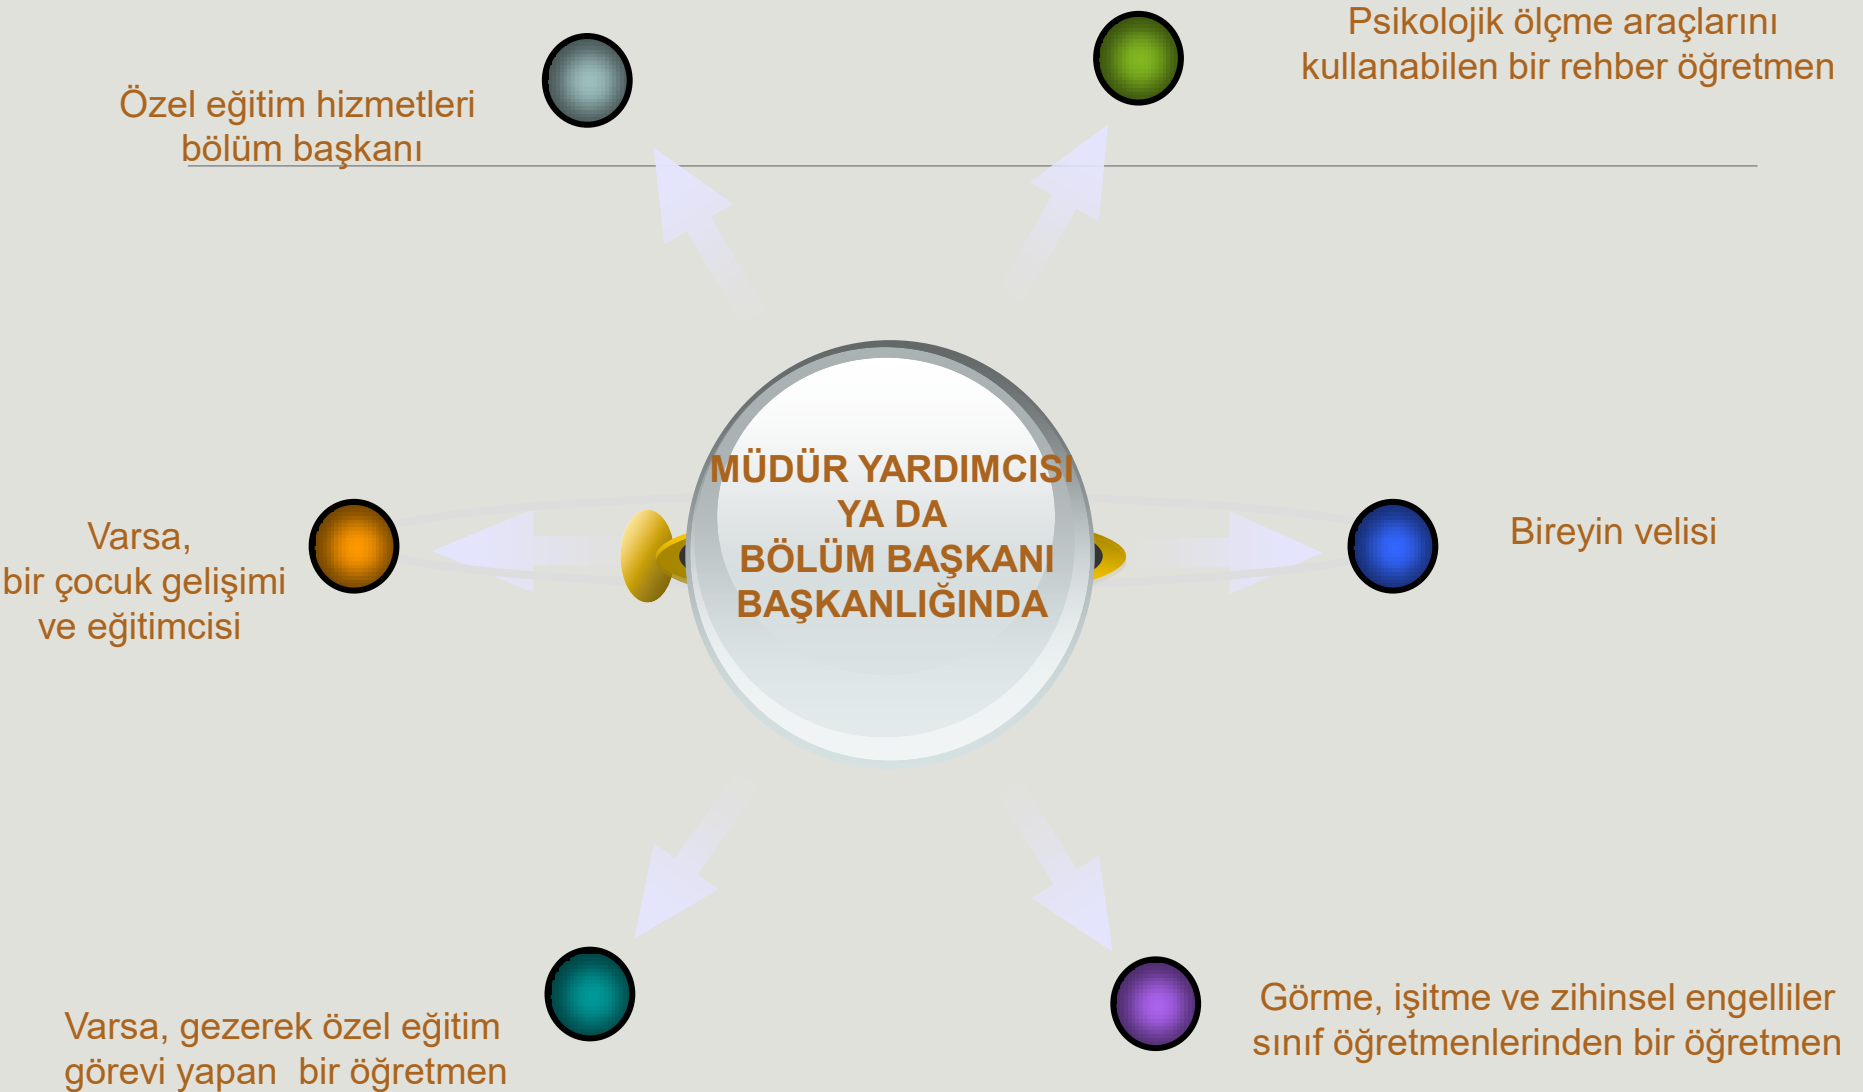 Psikolojik ölçme araçlarını
kullanabilen bir rehber öğretmen
Özel eğitim hizmetleri
bölüm başkanı
MÜDÜR YARDIMCISI
YA DA
BÖLÜM BAŞKANI
BAŞKANLIĞINDA
Varsa,
bir çocuk gelişimi
ve eğitimcisi
Bireyin velisi
Varsa, gezerek özel eğitim
görevi yapan  bir öğretmen
Görme, işitme ve zihinsel engelliler
sınıf öğretmenlerinden bir öğretmen